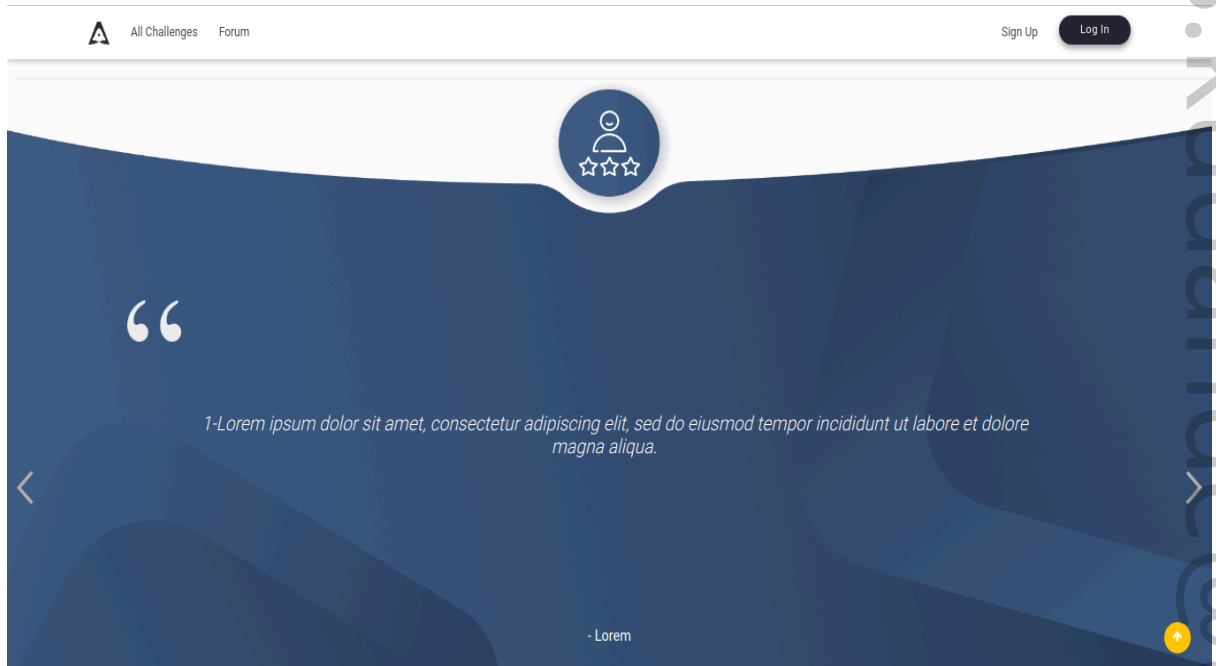 All Challenges Forum Sign Up Log In
“
1-Lorem ipsum dolor sit amet, consectetur adipiscing elit, sed do eiusmod tempor incididunt ut labore et dolore
magna aliqua.
- Lorem